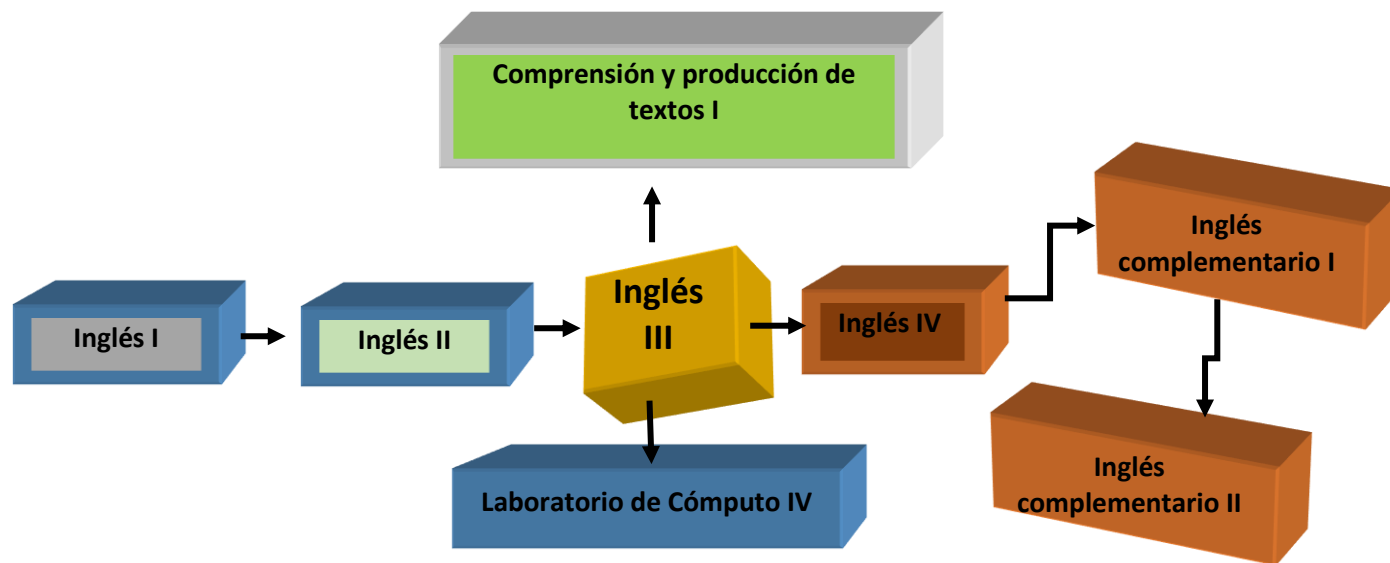 Comprensión y producción de
textos I
Inglés I
Inglés II
Inglés
III
Inglés IV
Inglés
complementario I
Laboratorio de Cómputo IV
Inglés
complementario II